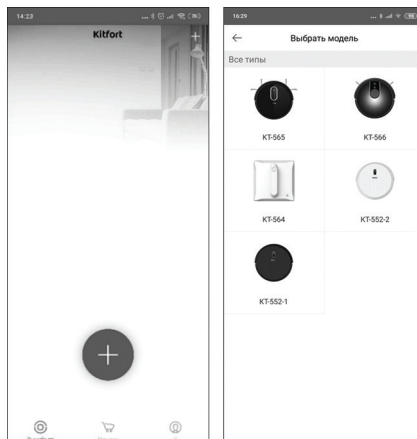 14:23
Kitfort
16:29
Выбрать модель
Все типы
KT-565
KT-566
KT-564
KT-552-2
KT-552-1